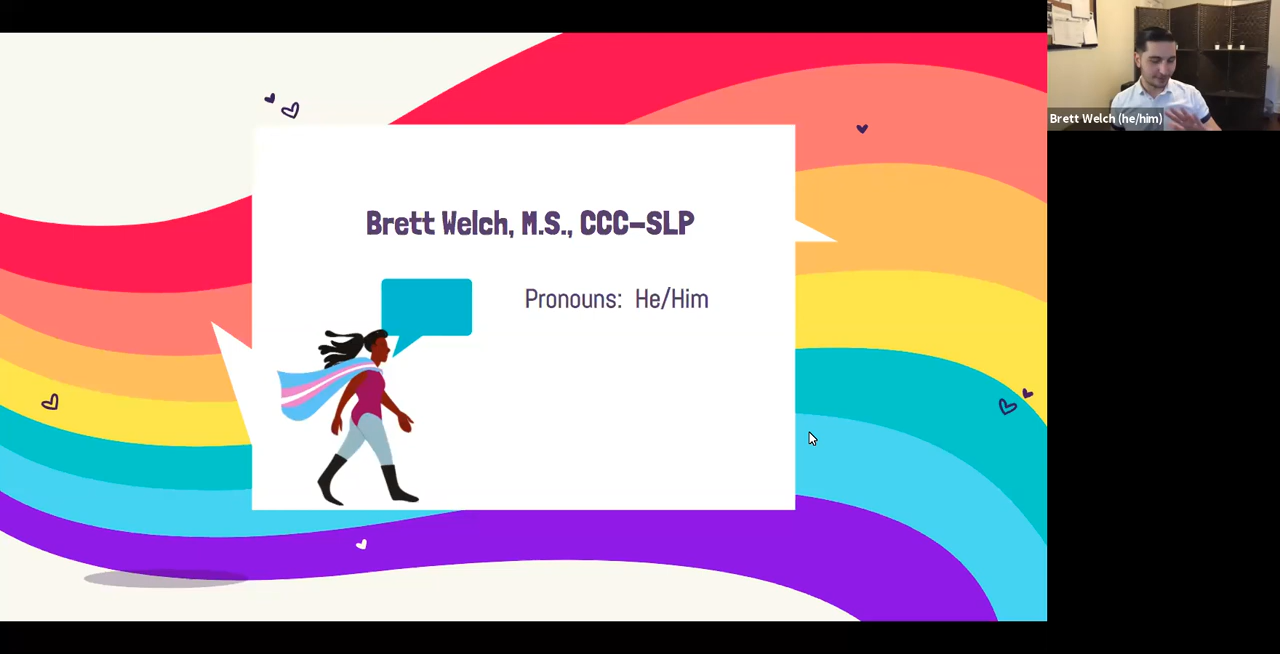 Brett Welch, M.S., CCC-SLP
Pronouns: He/Him
Brett Welch (he/him)